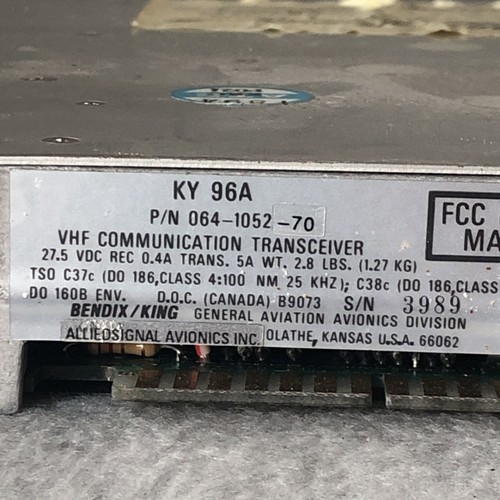 KY 96A
P/N 064-1052 -70
VHF COMMUNICATION TRANSCEIVER
27.5 VDC REC 0.4A TRANS. 5A WT. 2.8 LBS. (1.27 KG)
TSO C37c (DO 186,CLASS 4:100 NM 25 KHZ); C38c (DO 186,CLASS
DO 160B ENV. D.O.C. (CANADA) B9073 S/N 3989
BENDIX/KING GENERAL AVIATION AVIONICS DIVISION
ALLIEDSIGNAL AVIONICS INC. OLATHE, KANSAS U.S.A. 66062
FCC
MA